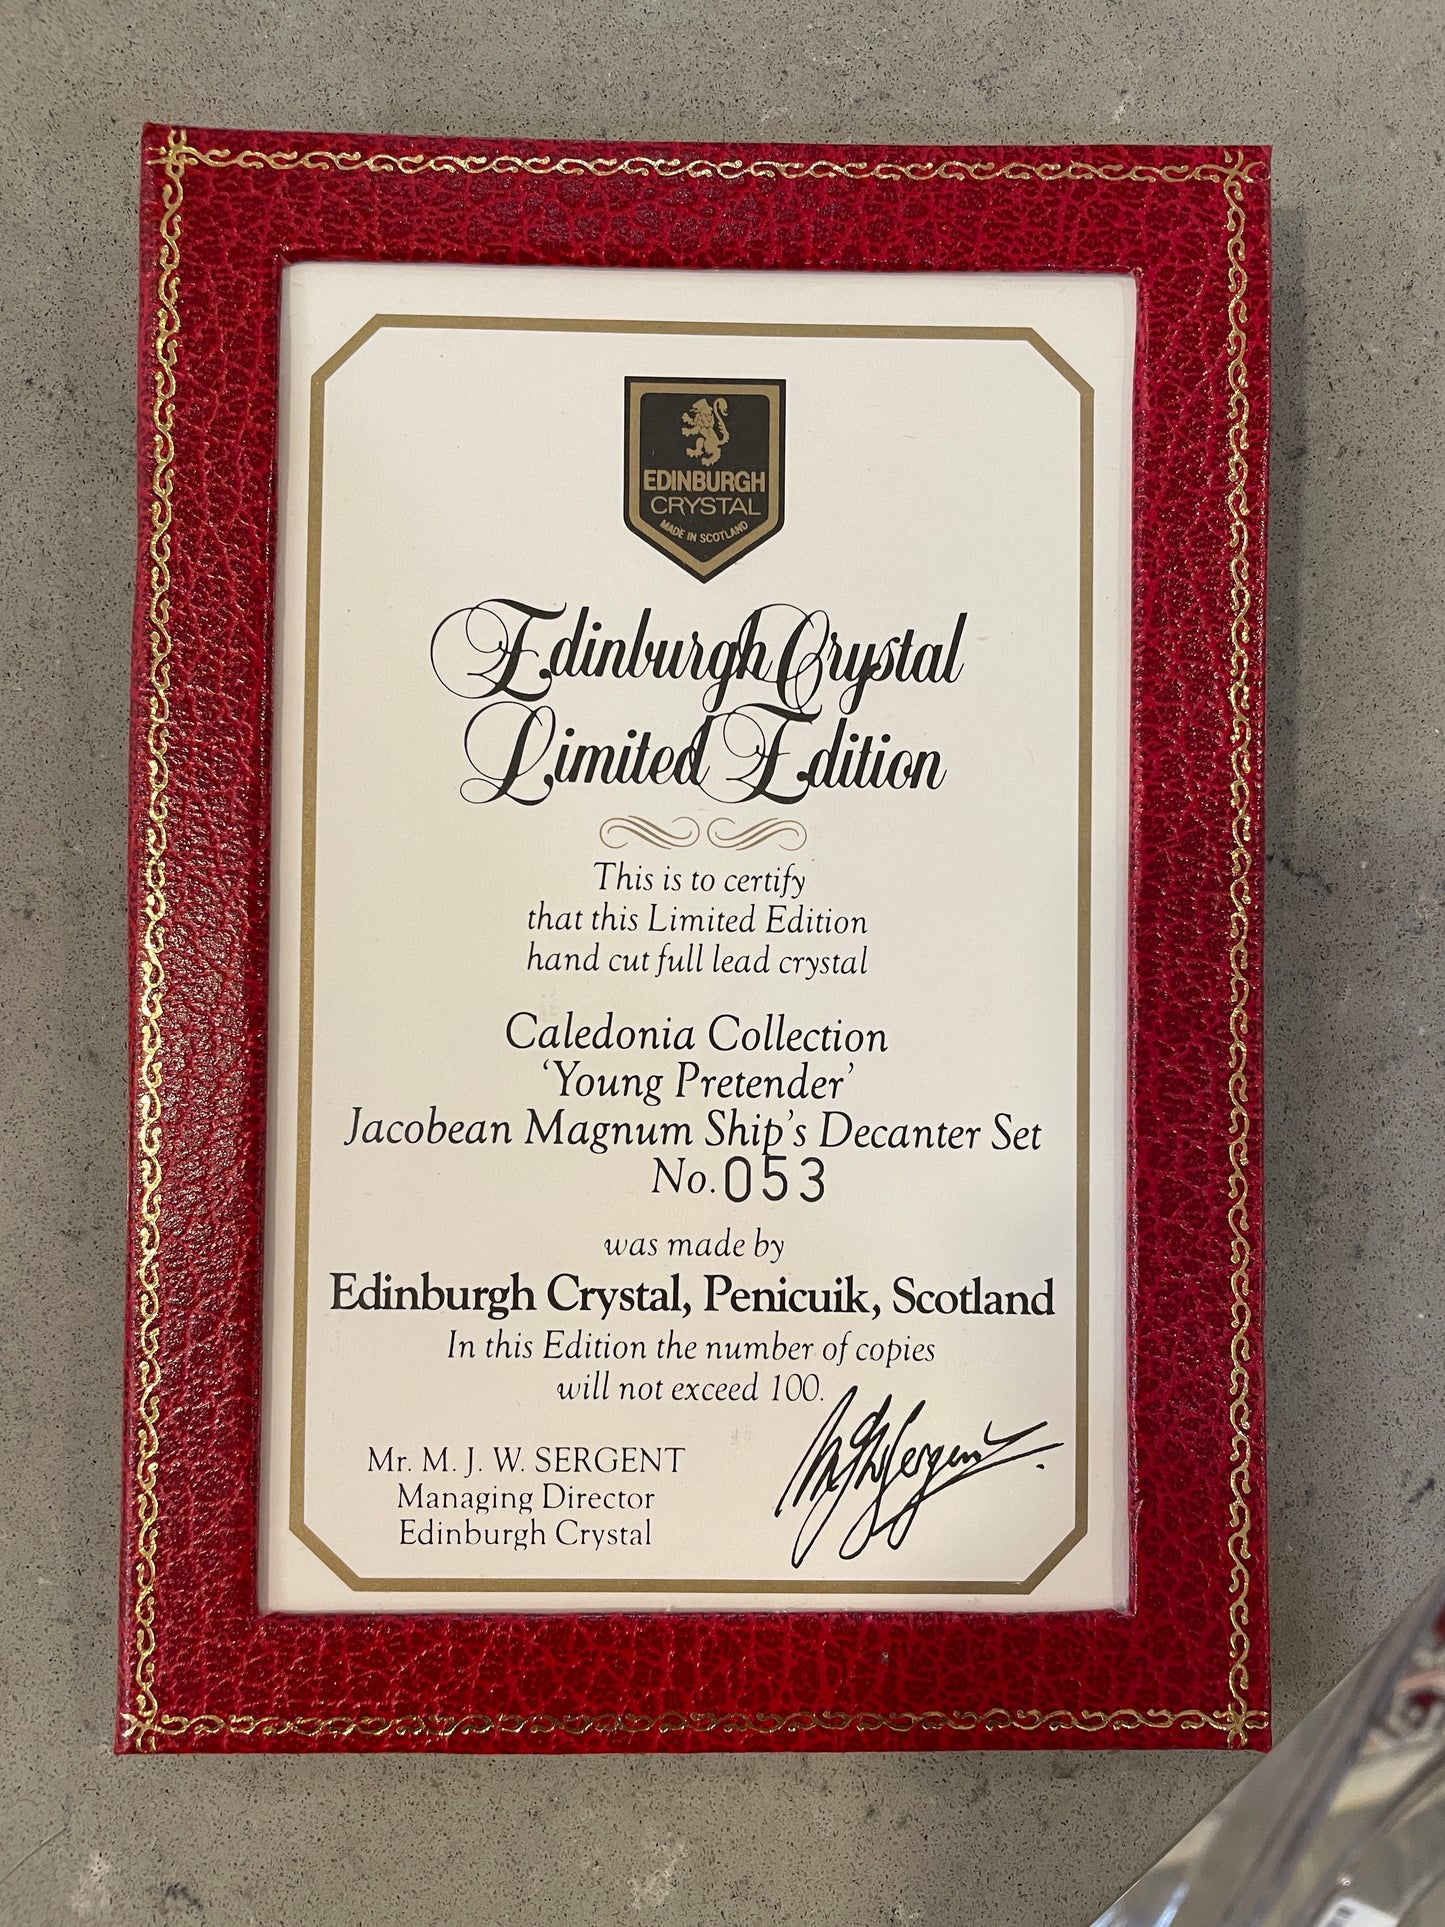 EDINBURGH
CRYSTAL
MADE IN SCOTLAND
Edinburgh Crystal
Limited Edition
This is to certify
that this Limited Edition
hand cut full lead crystal
Caledonia Collection
‘Young Pretender’
Jacobean Magnum Ship's Decanter Set
No. 053
was made by
Edinburgh Crystal, Penicuik, Scotland
In this Edition the number of copies
will not exceed 100.
Mr. M. J. W. SERGENT
Managing Director
Edinburgh Crystal
MJW Sergent